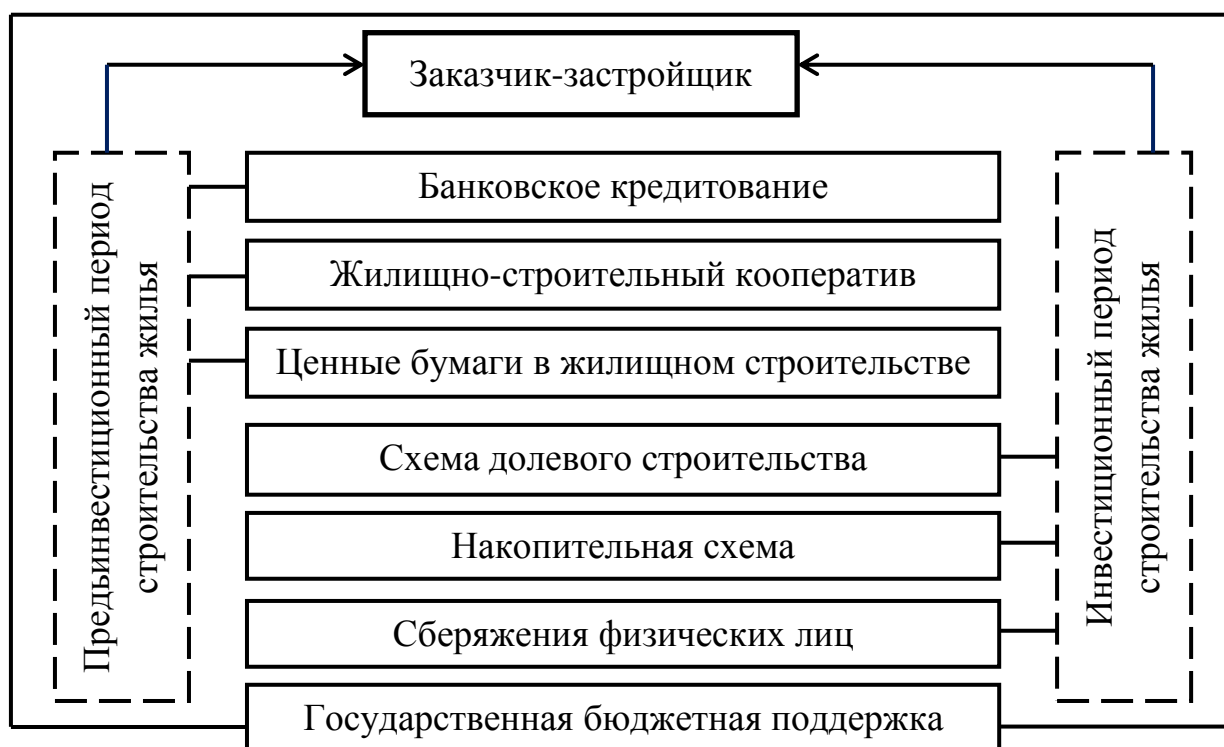 Заказчик-застройщик
Предынвестиционный период
строительства жилья
Банковское кредитование
Жилищно-строительный кооператив
Ценные бумаги в жилищном строительстве
Схема долевого строительства
Накопительная схема
Сберяжения физических лиц
Государственная бюджетная поддержка
Инвестиционный период
строительства жилья